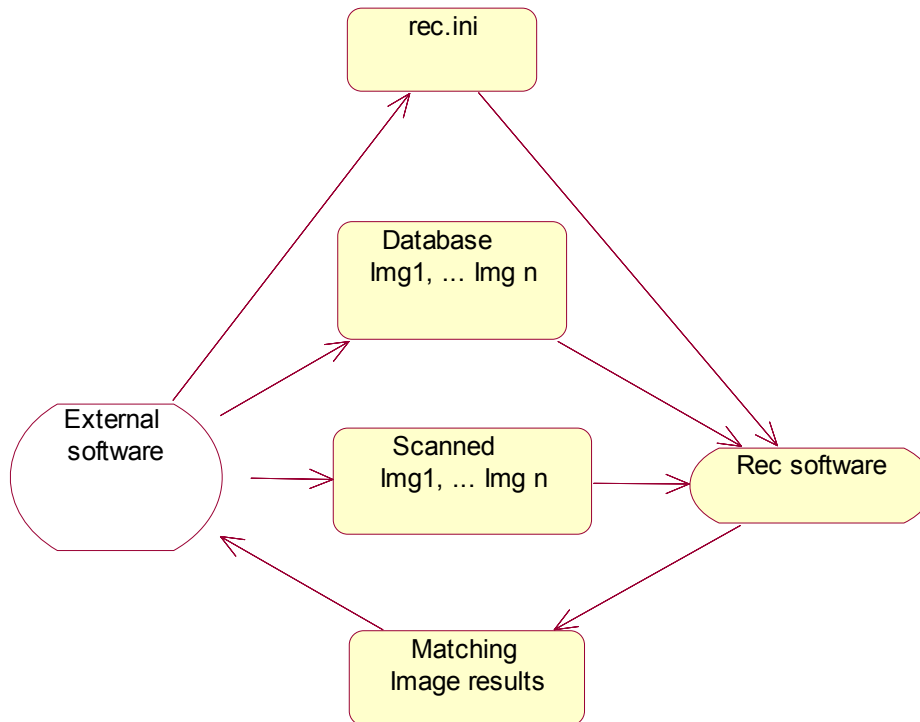 rec.ini
Database
Img1, ... Img n
External
software
Scanned
Img1, ... Img n
Rec software
Matching
Image results